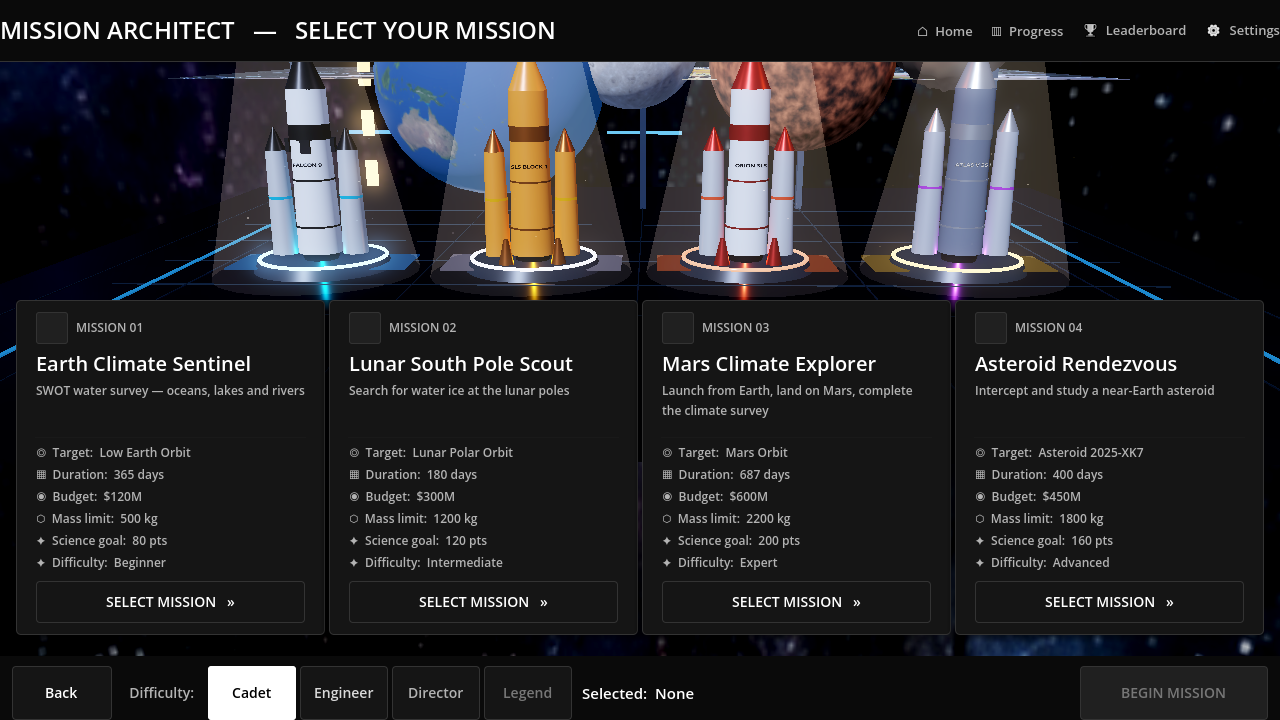 MISSION ARCHITECT — SELECT YOUR MISSION
Home
Progress
Leaderboard
Settings
FALCON 9
SLS BLOCK 1
ORION SLS
MISSION 01
Earth Climate Sentinel
SWOT water survey — oceans, lakes and rivers
Target: Low Earth Orbit
Duration: 365 days
Budget: $120M
Mass limit: 500 kg
Science goal: 80 pts
Difficulty: Beginner
SELECT MISSION »
MISSION 02
Lunar South Pole Scout
Search for water ice at the lunar poles
Target: Lunar Polar Orbit
Duration: 180 days
Budget: $300M
Mass limit: 1200 kg
Science goal: 120 pts
Difficulty: Intermediate
SELECT MISSION »
MISSION 03
Mars Climate Explorer
Launch from Earth, land on Mars, complete
the climate survey
Target: Mars Orbit
Duration: 687 days
Budget: $600M
Mass limit: 2200 kg
Science goal: 200 pts
Difficulty: Expert
SELECT MISSION »
MISSION 04
Asteroid Rendezvous
Intercept and study a near-Earth asteroid
Target: Asteroid 2025-XK7
Duration: 400 days
Budget: $450M
Mass limit: 1800 kg
Science goal: 160 pts
Difficulty: Advanced
SELECT MISSION »
Back
Difficulty:
Cadet
Engineer
Director
Legend
Selected: None
BEGIN MISSION